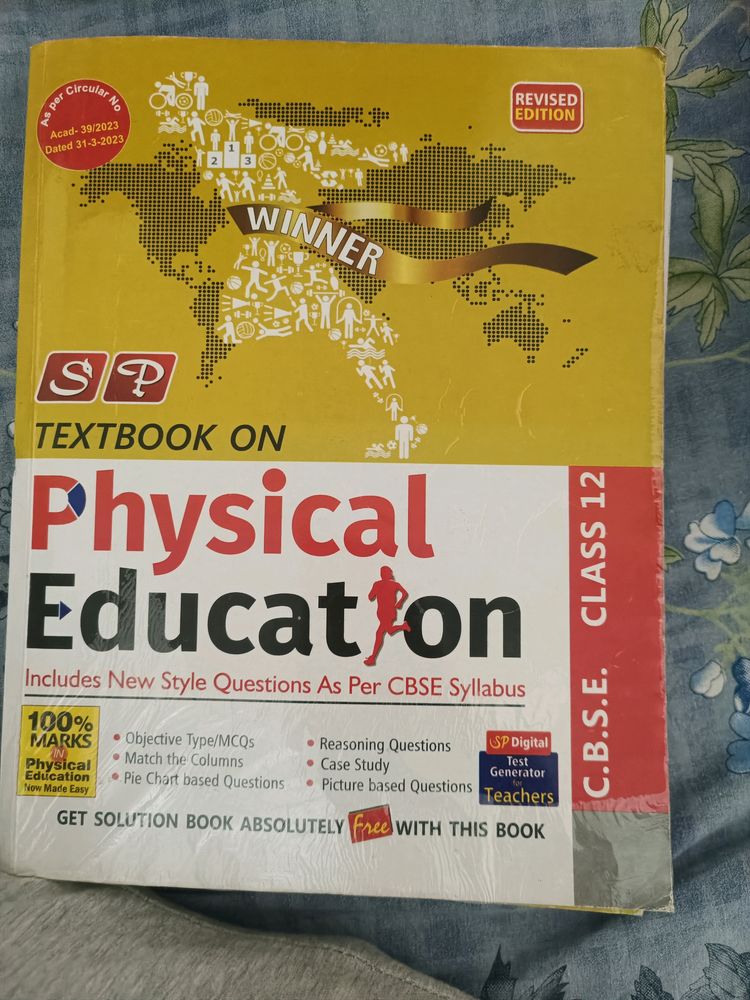 As per Circular No
Acad- 39/2023
Dated 31-3-2023
REVISED
EDITION
1
2 3
WINNER
SP
TEXTBOOK ON
Physical
Education
Includes New Style Questions As Per CBSE Syllabus
C.B.S.E. CLASS 12
100%
MARKS
IN
Physical
Education
Now Made Easy
• Objective Type/MCQs
• Match the Columns
• Pie Chart based Questions
• Reasoning Questions
• Case Study
• Picture based Questions
SP Digital
Test
Generator
for
Teachers
GET SOLUTION BOOK ABSOLUTELY Free WITH THIS BOOK